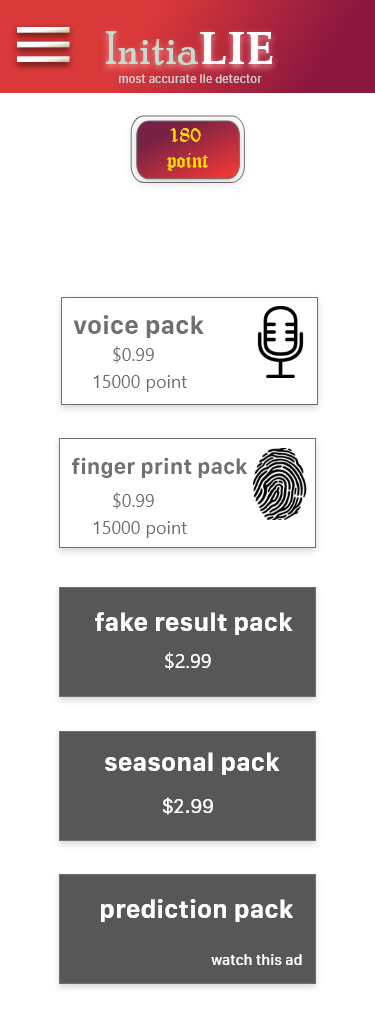 InitiaLIE
most accurate lie detector
180
point
voice pack
$0.99
15000 point
finger print pack
$0.99
15000 point
fake result pack
$2.99
seasonal pack
$2.99
prediction pack
watch this ad